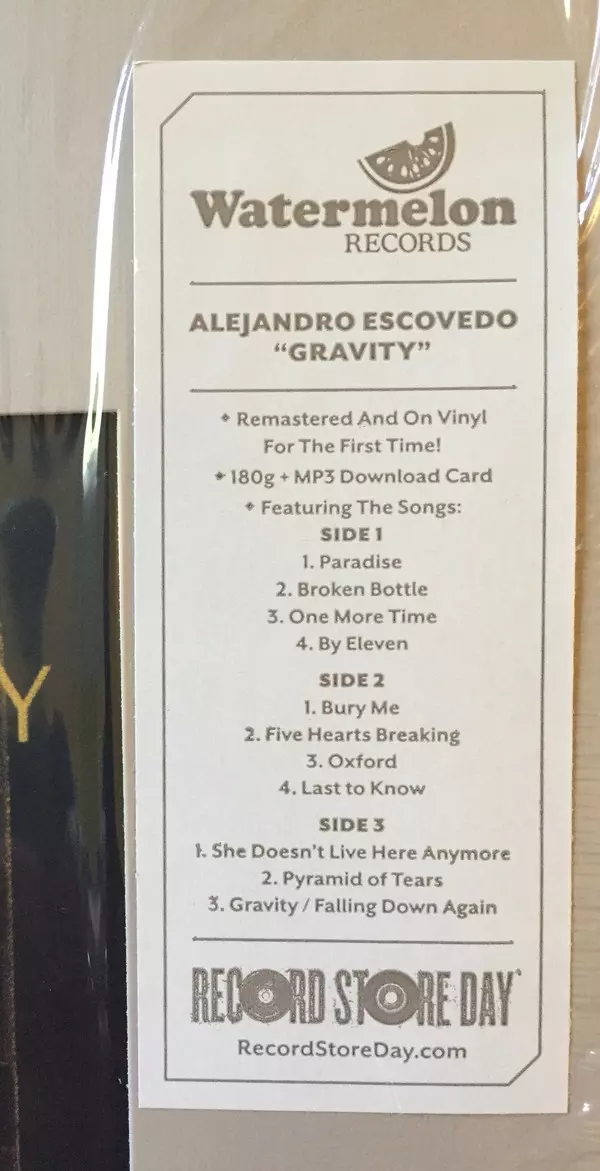 Watermelon
RECORDS
ALEJANDRO ESCOVEDO
“GRAVITY”
* Remastered And On Vinyl
For The First Time!
* 180g + MP3 Download Card
* Featuring The Songs:
SIDE 1
1. Paradise
2. Broken Bottle
3. One More Time
4. By Eleven
SIDE 2
1. Bury Me
2. Five Hearts Breaking
3. Oxford
4. Last to Know
SIDE 3
1. She Doesn't Live Here Anymore
2. Pyramid of Tears
3. Gravity / Falling Down Again
RECORD STORE DAY
RecordStoreDay.com
Y